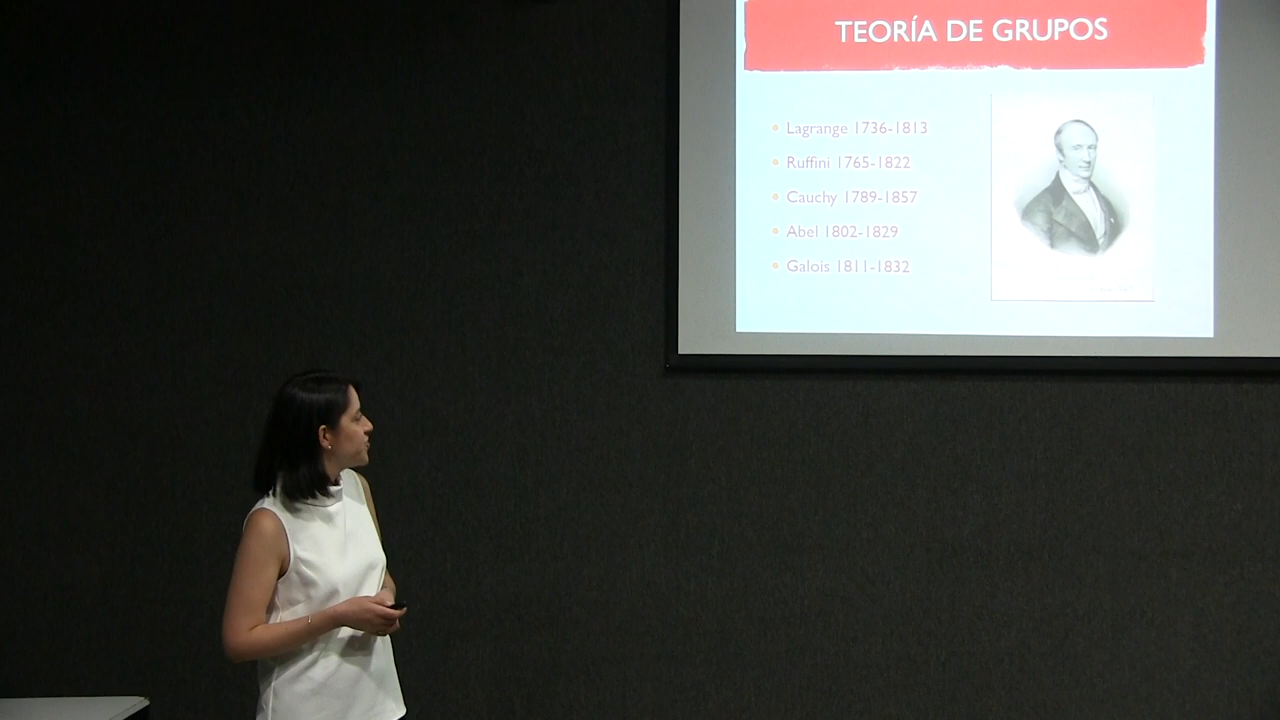 TEORÍA DE GRUPOS
Lagrange 1736-1813
Ruffini 1765-1822
Cauchy 1789-1857
Abel 1802-1829
Galois 1811-1832